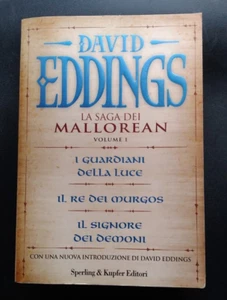 DAVID
EDDINGS
LA SAGA DEI
MALLOREAN
VOLUME 1
I GUARDIANI
DELLA LUCE
IL RE DEI MURGOS
IL SIGNORE
DEI DEMONI
CON UNA NUOVA INTRODUZIONE DI DAVID EDDINGS
Sperling & Kupfer Editori